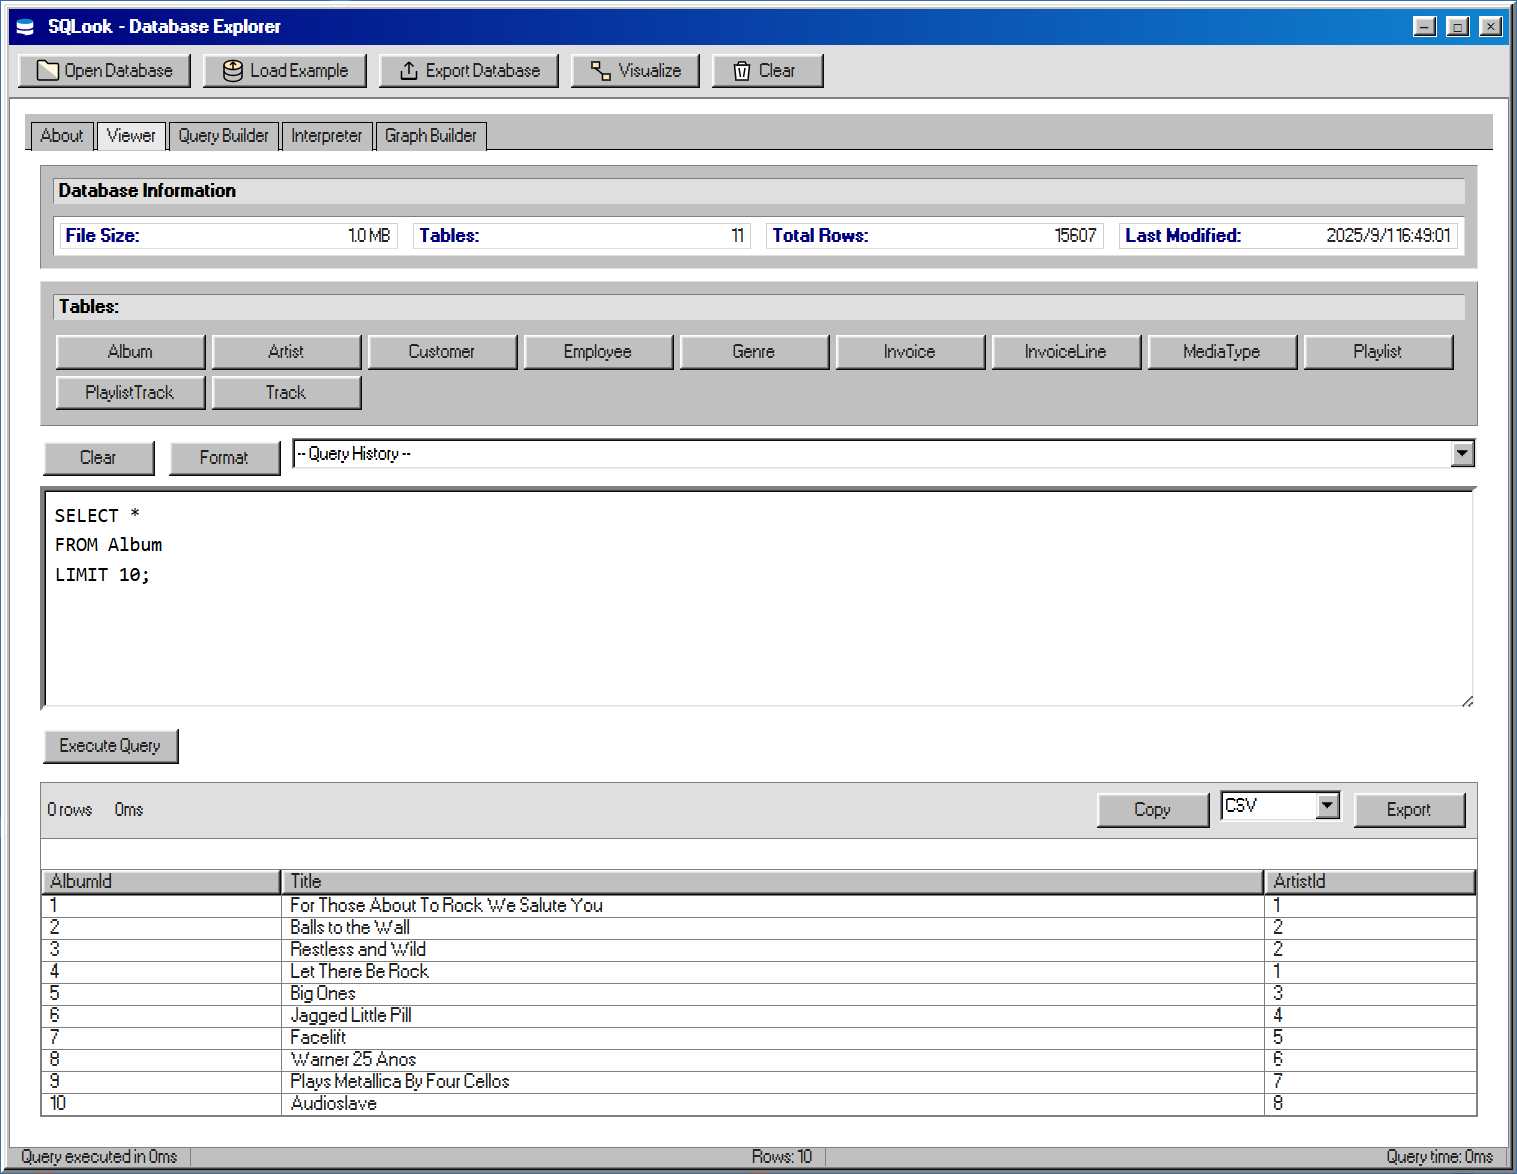 SQLook - Database Explorer
Open Database Load Example Export Database Visualize Clear
About Viewer Query Builder Interpreter Graph Builder
Database Information
File Size: 1.0 MB Tables: 11 Total Rows: 15607 Last Modified: 2025/9/1 16:49:01
Tables:
Album Artist Customer Employee Genre Invoice InvoiceLine MediaType Playlist
PlaylistTrack Track
Clear Format -- Query History --
SELECT *
FROM Album
LIMIT 10;
Execute Query
0 rows 0ms Copy CSV Export
AlbumId Title ArtistId
1 For Those About To Rock We Salute You 1
2 Balls to the Wall 2
3 Restless and Wild 2
4 Let There Be Rock 1
5 Big Ones 3
6 Jagged Little Pill 4
7 Facelift 5
8 Warner 25 Anos 6
9 Plays Metallica By Four Cellos 7
10 Audioslave 8
Query executed in 0ms Rows: 10 Query time: 0ms